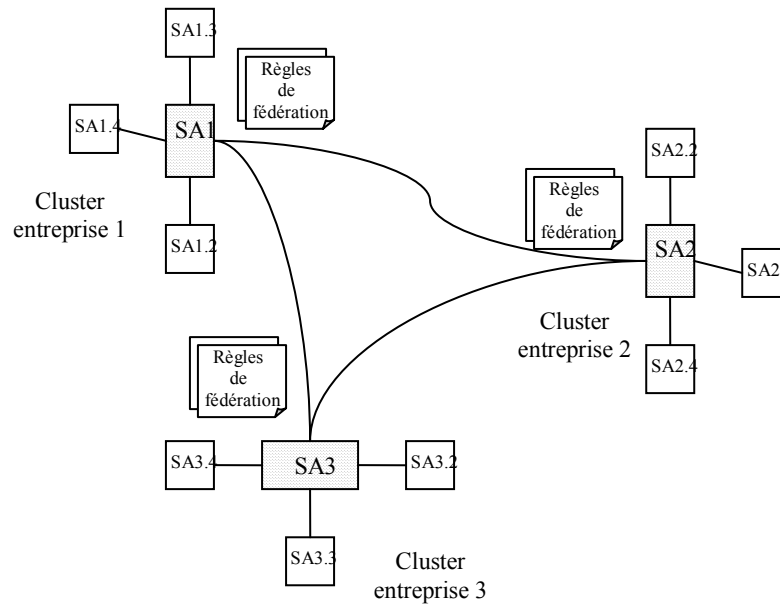 SA1.3
Règles
de
fédération
SA1.4
SA1
Cluster
entreprise 1
SA1.2
SA2.2
Règles
de
fédération
SA2
SA2
Cluster
entreprise 2
SA2.4
Règles
de
fédération
SA3.4
SA3
SA3.2
SA3.3
Cluster
entreprise 3